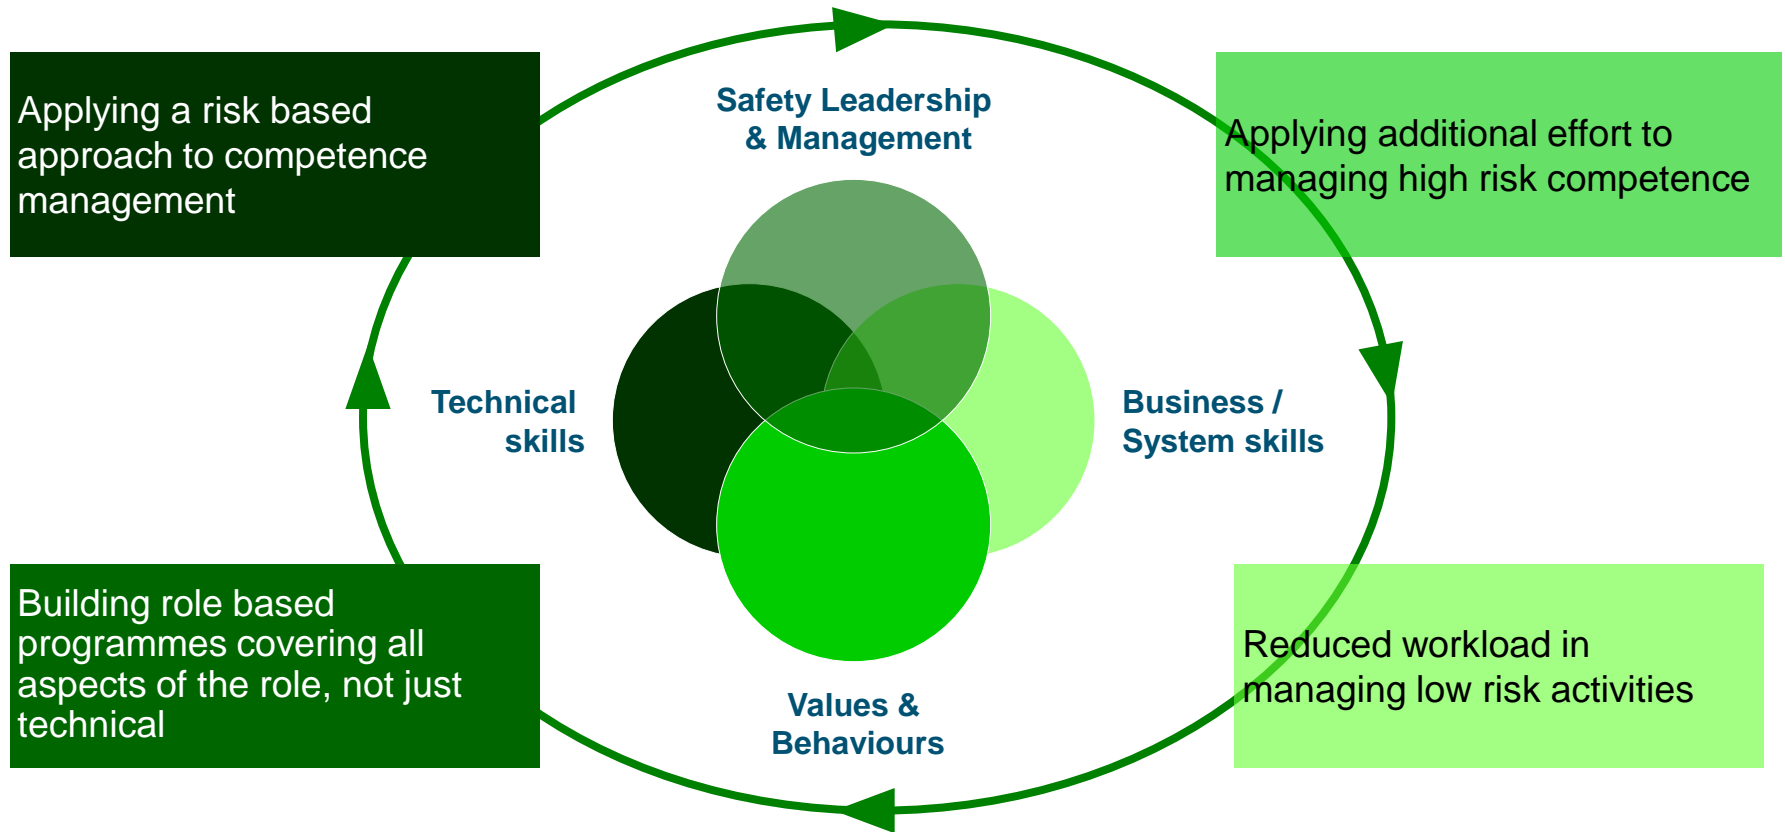 Applying a risk based
approach to competence
management
Safety Leadership
& Management
Applying additional effort to
managing high risk competence
Technical
skills
Business /
System skills
Building role based
programmes covering all
aspects of the role, not just
technical
Values &
Behaviours
Reduced workload in
managing low risk activities